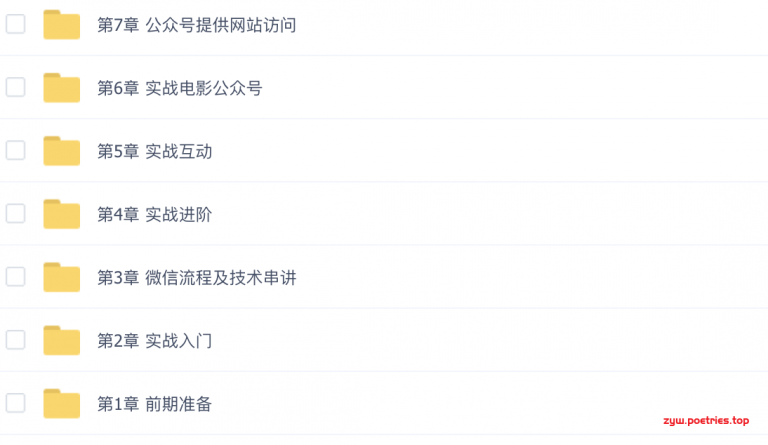 第7章 公众号提供网站访问
第6章 实战电影公众号
第5章 实战互动
第4章 实战进阶
第3章 微信流程及技术串讲
第2章 实战入门
第1章 前期准备
zyw.poetries.top